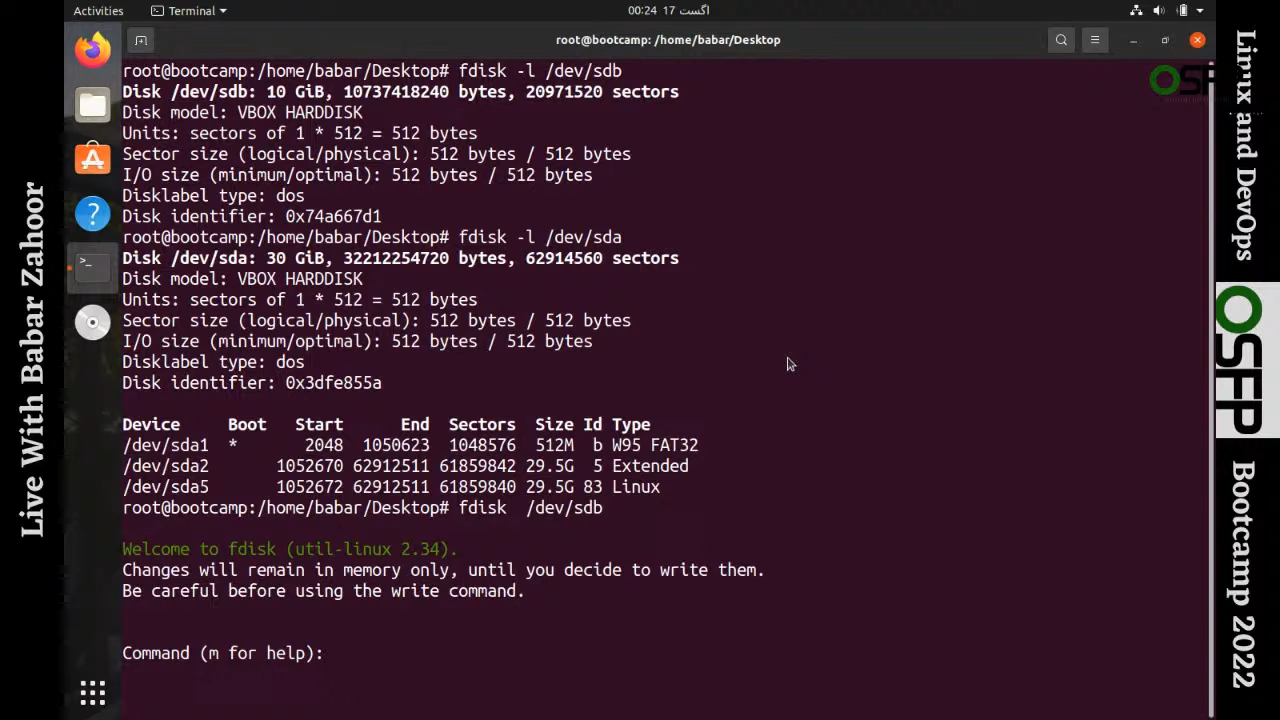 Activities
Terminal
اگست 17 00:24
root@bootcamp: /home/babar/Desktop
root@bootcamp:/home/babar/Desktop# fdisk -l /dev/sdb
Disk /dev/sdb: 10 GiB, 10737418240 bytes, 20971520 sectors
Disk model: VBOX HARDDISK
Units: sectors of 1 * 512 = 512 bytes
Sector size (logical/physical): 512 bytes / 512 bytes
I/O size (minimum/optimal): 512 bytes / 512 bytes
Disklabel type: dos
Disk identifier: 0x74a667d1
root@bootcamp:/home/babar/Desktop# fdisk -l /dev/sda
Disk /dev/sda: 30 GiB, 32212254720 bytes, 62914560 sectors
Disk model: VBOX HARDDISK
Units: sectors of 1 * 512 = 512 bytes
Sector size (logical/physical): 512 bytes / 512 bytes
I/O size (minimum/optimal): 512 bytes / 512 bytes
Disklabel type: dos
Disk identifier: 0x3dfe855a
Device Boot Start End Sectors Size Id Type
/dev/sda1 * 2048 1050623 1048576 512M b W95 FAT32
/dev/sda2 1052670 62912511 61859842 29.5G 5 Extended
/dev/sda5 1052672 62912511 61859840 29.5G 83 Linux
root@bootcamp:/home/babar/Desktop# fdisk  /dev/sdb
Welcome to fdisk (util-linux 2.34).
Changes will remain in memory only, until you decide to write them.
Be careful before using the write command.
Command (m for help):
Live With Babar Zahoor
Linux and DevOps
OSFP
Bootcamp 2022